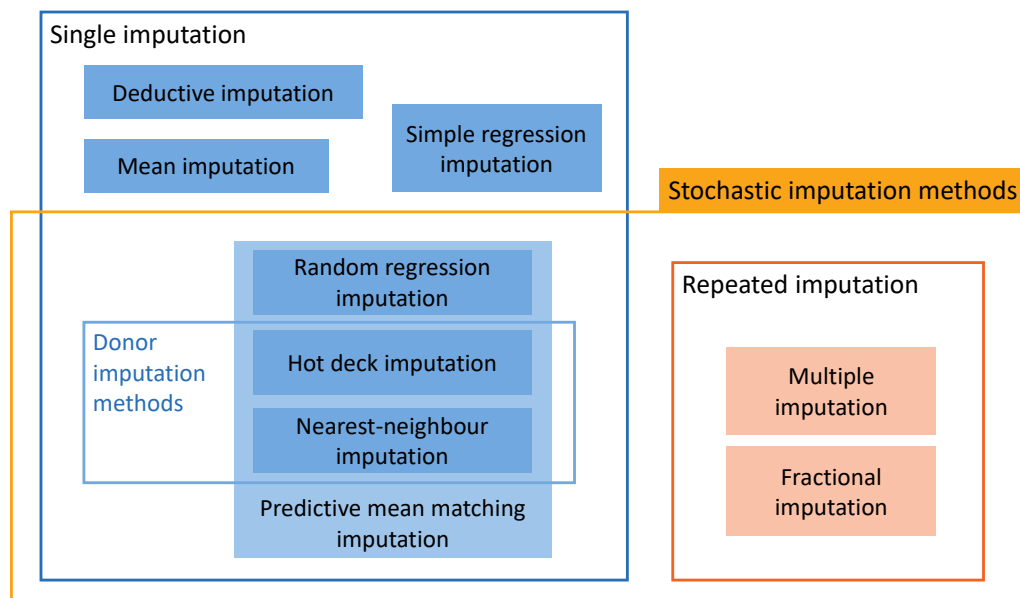 Single imputation
Deductive imputation
Simple regression
imputation
Mean imputation
Stochastic imputation methods
Random regression
imputation
Donor
imputation
methods
Hot deck imputation
Nearest-neighbour
imputation
Predictive mean matching
imputation
Repeated imputation
Multiple
imputation
Fractional
imputation